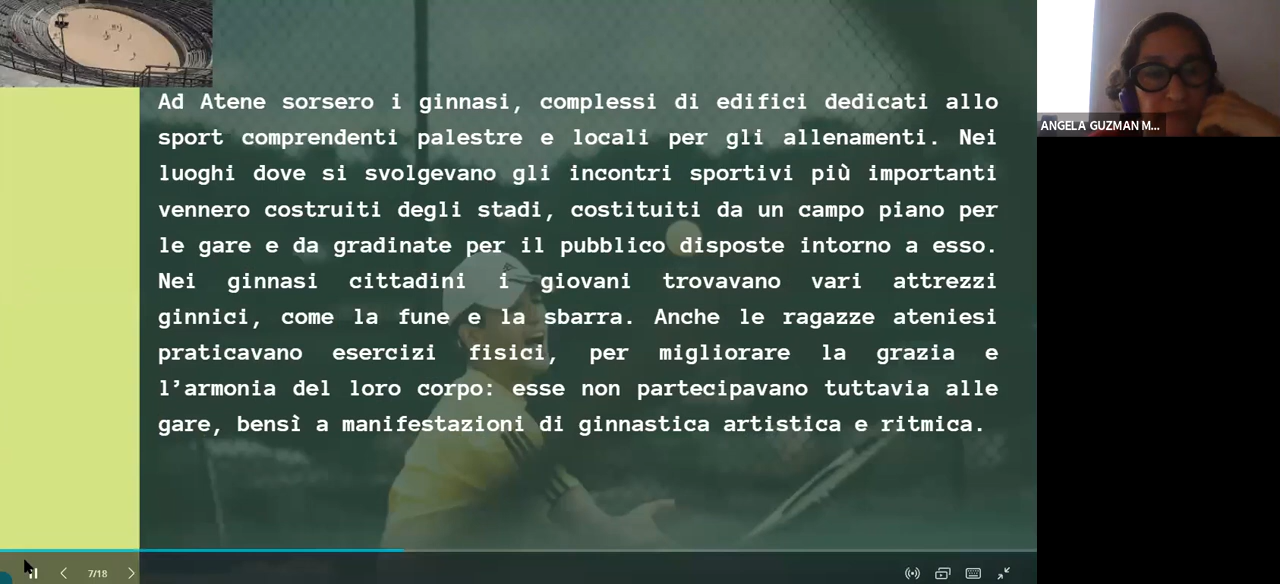 Ad Atene sorsero i ginnasi, complessi di edifici dedicati allo
sport comprendenti palestre e locali per gli allenamenti. Nei
luoghi dove si svolgevano gli incontri sportivi più importanti
vennero costruiti degli stadi, costituiti da un campo piano per
le gare e da gradinate per il pubblico disposte intorno a esso.
Nei ginnasi cittadini i giovani trovavano vari attrezzi
ginnici, come la fune e la sbarra. Anche le ragazze ateniesi
praticavano esercizi fisici, per migliorare la grazia e
l’armonia del loro corpo: esse non partecipavano tuttavia alle
gare, bensì a manifestazioni di ginnastica artistica e ritmica.
ANGELA GUZMAN M...
7/18